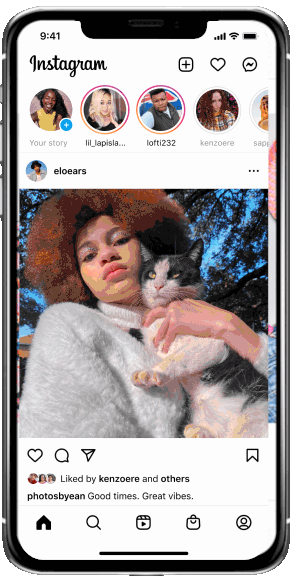 9:41
Instagram
Your story
lil_lapisla...
lofti232
kenzoere
sap
eloears
Liked by kenzoere and others
photosbyean Good times. Great vibes.